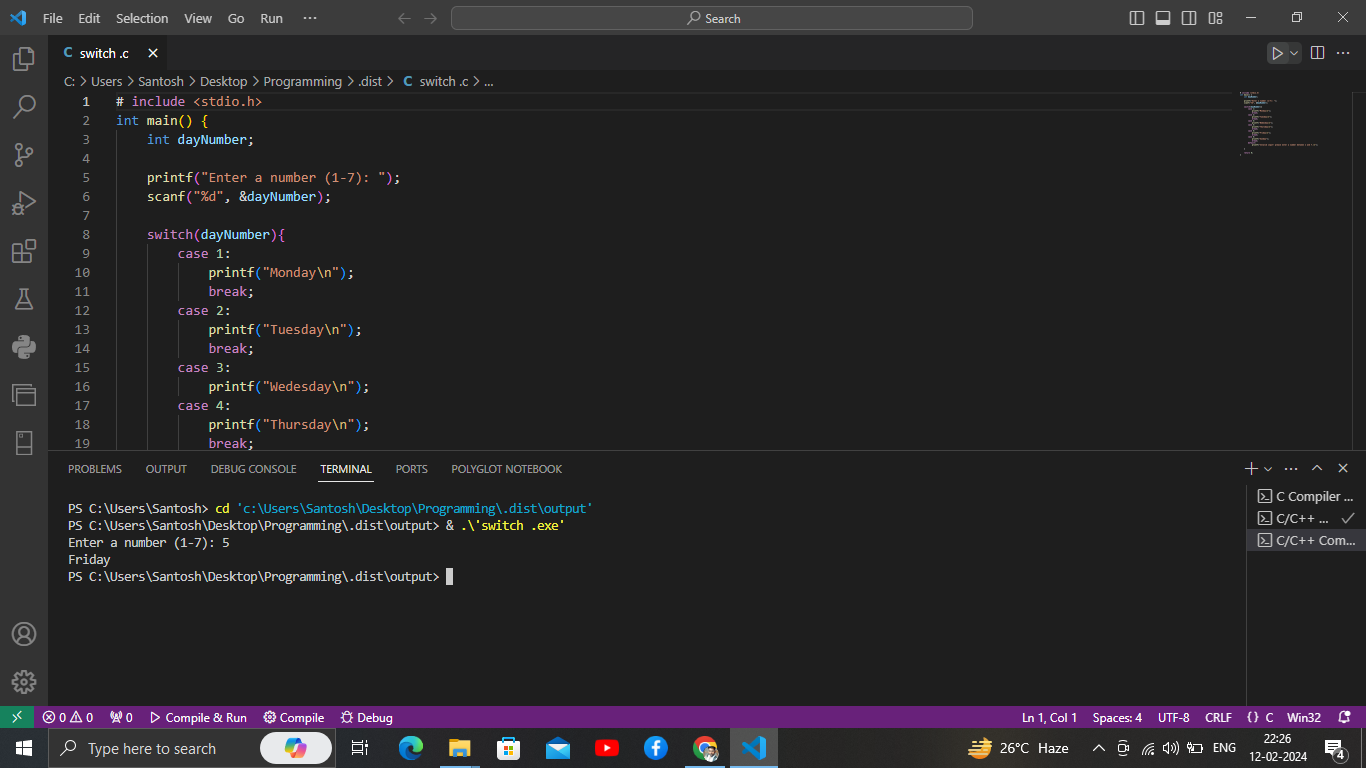 File Edit Selection View Go Run ··· Search
C switch .c
C: > Users > Santosh > Desktop > Programming > .dist > C switch .c > ...
1 # include <stdio.h>
2 int main() {
3 int dayNumber;
4
5 printf("Enter a number (1-7): ");
6 scanf("%d", &dayNumber);
7
8 switch(dayNumber){
9 case 1:
10 printf("Monday\n");
11 break;
12 case 2:
13 printf("Tuesday\n");
14 break;
15 case 3:
16 printf("Wedesday\n");
17 case 4:
18 printf("Thursday\n");
19 break;
PROBLEMS OUTPUT DEBUG CONSOLE TERMINAL PORTS POLYGLOT NOTEBOOK
PS C:\Users\Santosh> cd 'c:\Users\Santosh\Desktop\Programming\.dist\output'
PS C:\Users\Santosh\Desktop\Programming\.dist\output> & .\'switch .exe'
Enter a number (1-7): 5
Friday
PS C:\Users\Santosh\Desktop\Programming\.dist\output>
C Compiler ...
C/C++ ...
C/C++ Com...
0 0 0 Compile & Run Compile Debug Ln 1, Col 1 Spaces: 4 UTF-8 CRLF {} C Win32
Type here to search 26°C Haze ENG 22:26
12-02-2024 4